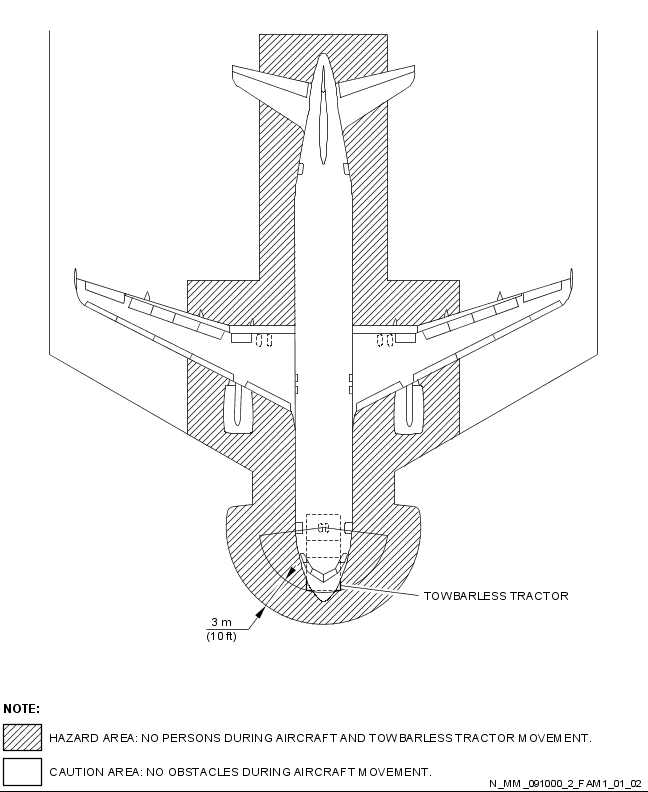 TOWBARLESS TRACTOR
3 m
(10 ft)
NOTE:
HAZARD AREA: NO PERSONS DURING AIRCRAFT AND TOWBARLESS TRACTOR MOVEMENT.
CAUTION AREA: NO OBSTACLES DURING AIRCRAFT MOVEMENT.
N_MM_091000_2_FAM1_01_02